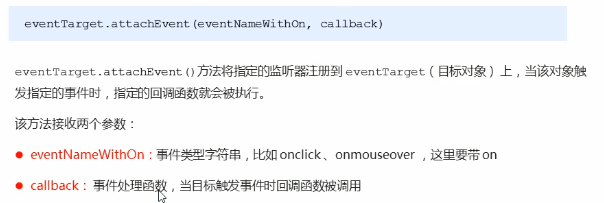 eventTarget.attachEvent(eventNameWithOn, callback)
eventTarget.attachEvent()方法将指定的监听器注册到 eventTarget（目标对象）上，当该对象触
发指定的事件时，指定的回调函数就会被执行。
该方法接收两个参数：
● eventNameWithOn：事件类型字符串，比如 onclick 、onmouseover ，这里要带 on
● callback： 事件处理函数，当目标触发事件时回调函数被调用